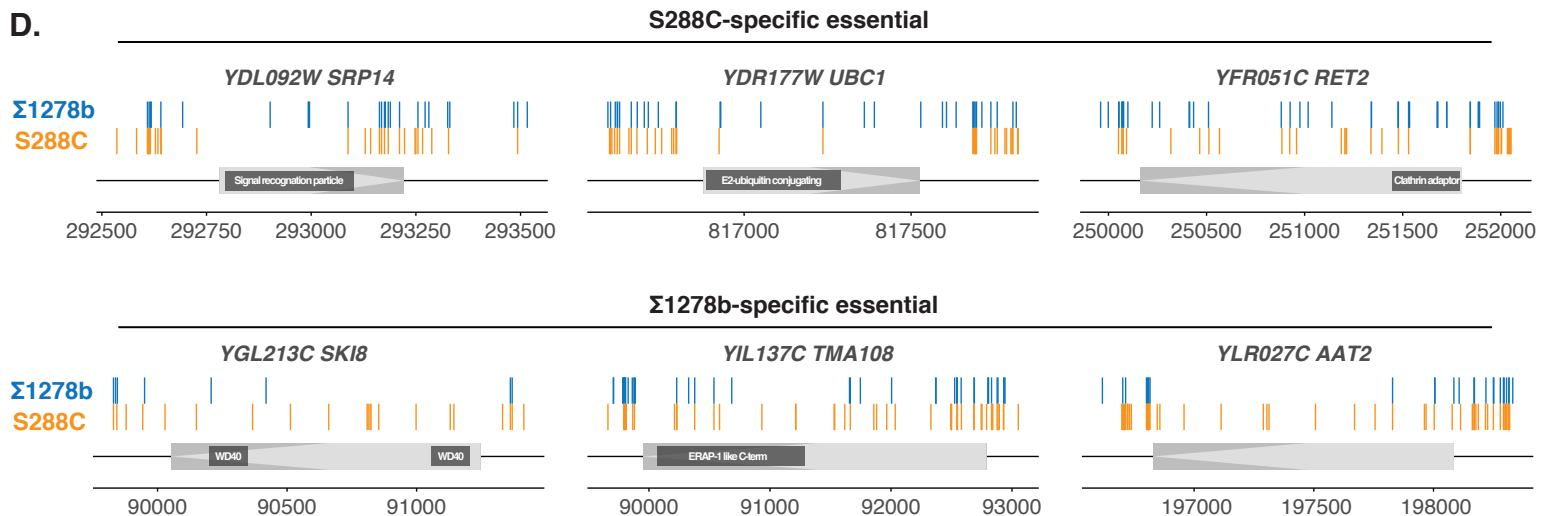 D.
S288C-specific essential
YDL092W SRP14
YDR177W UBC1
YFR051C RET2
Σ1278b
S288C
Signal recognation particle
E2-ubiquitin conjugating
Clathrin adaptor
292500 292750 293000 293250 293500
817000 817500
250000 250500 251000 251500 252000
Σ1278b-specific essential
YGL213C SKI8
YIL137C TMA108
YLR027C AAT2
Σ1278b
S288C
WD40
WD40
ERAP-1 like C-term
90000 90500 91000
90000 91000 92000 93000
197000 197500 198000